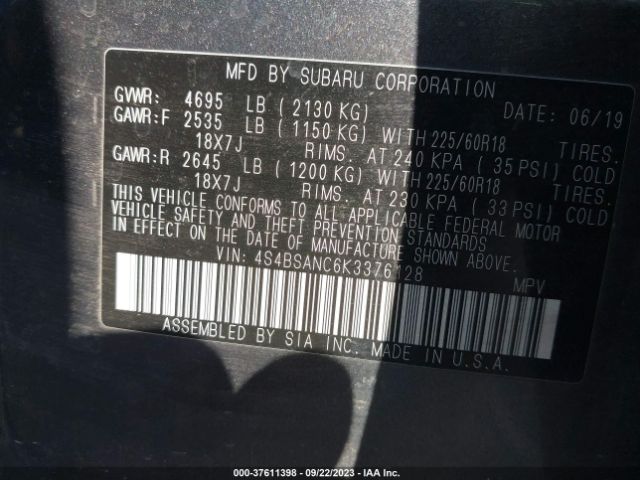 MFD BY SUBARU CORPORATION
GVWR: 4695 LB ( 2130 KG) DATE: 06/19
GAWR:F 2535 LB ( 1150 KG) WITH 225/60R18 TIRES.
18X7J RIMS. AT 240 KPA ( 35 PSI) COLD
GAWR:R 2645 LB ( 1200 KG) WITH 225/60R18 TIRES.
18X7J RIMS. AT 230 KPA ( 33 PSI) COLD
THIS VEHICLE CONFORMS TO ALL APPLICABLE FEDERAL MOTOR
VEHICLE SAFETY AND THEFT PREVENTION STANDARDS
IN EFFECT ON THE DATE OF MANUFACTURE SHOWN ABOVE.
VIN: 4S4BSANC6K3376128 MPV
ASSEMBLED BY SIA INC. MADE IN U.S.A.
000-37611398 - 09/22/2023 - IAA Inc.